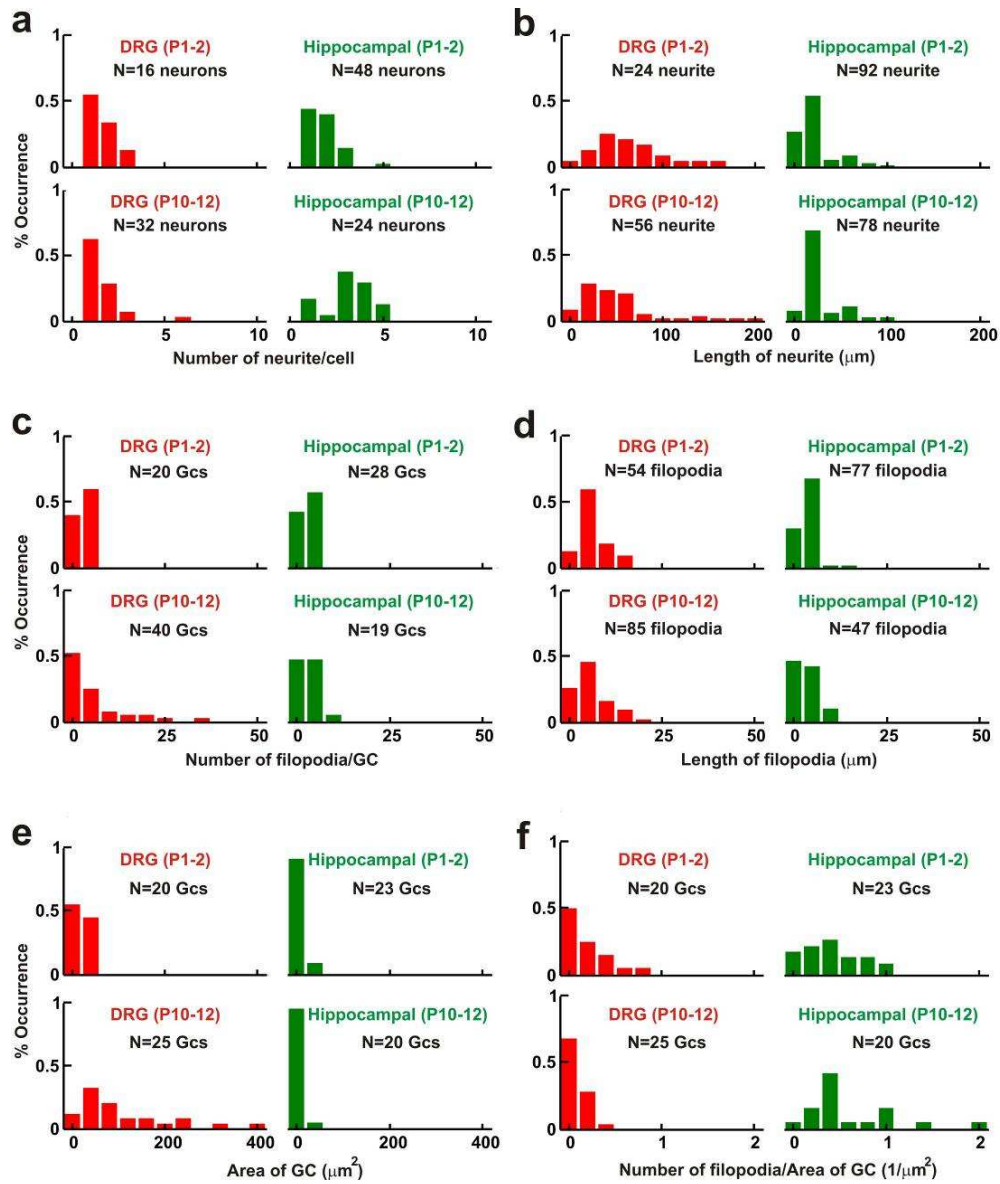 a
DRG (P1-2)
N=16 neurons
Hippocampal (P1-2)
N=48 neurons
1
0.5
0
DRG (P10-12)
N=32 neurons
Hippocampal (P10-12)
N=24 neurons
1
0.5
0
0 5 10 0 5 10
% Occurrence
Number of neurite/cell
b
DRG (P1-2)
N=24 neurite
Hippocampal (P1-2)
N=92 neurite
1
0.5
0
DRG (P10-12)
N=56 neurite
Hippocampal (P10-12)
N=78 neurite
1
0.5
0
0 100 200 0 100 200
Length of neurite (μm)
c
DRG (P1-2)
N=20 Gcs
Hippocampal (P1-2)
N=28 Gcs
1
0.5
0
DRG (P10-12)
N=40 Gcs
Hippocampal (P10-12)
N=19 Gcs
1
0.5
0
0 25 50 0 25 50
% Occurrence
Number of filopodia/GC
d
DRG (P1-2)
N=54 filopodia
Hippocampal (P1-2)
N=77 filopodia
1
0.5
0
DRG (P10-12)
N=85 filopodia
Hippocampal (P10-12)
N=47 filopodia
1
0.5
0
0 25 50 0 25 50
Length of filopodia (μm)
e
DRG (P1-2)
N=20 Gcs
Hippocampal (P1-2)
N=23 Gcs
1
0.5
0
DRG (P10-12)
N=25 Gcs
Hippocampal (P10-12)
N=20 Gcs
1
0.5
0
0 200 400 0 200 400
% Occurrence
Area of GC (μm²)
f
DRG (P1-2)
N=20 Gcs
Hippocampal (P1-2)
N=23 Gcs
1
0.5
0
DRG (P10-12)
N=25 Gcs
Hippocampal (P10-12)
N=20 Gcs
1
0.5
0
0 1 2 0 1 2
Number of filopodia/Area of GC (1/μm²)